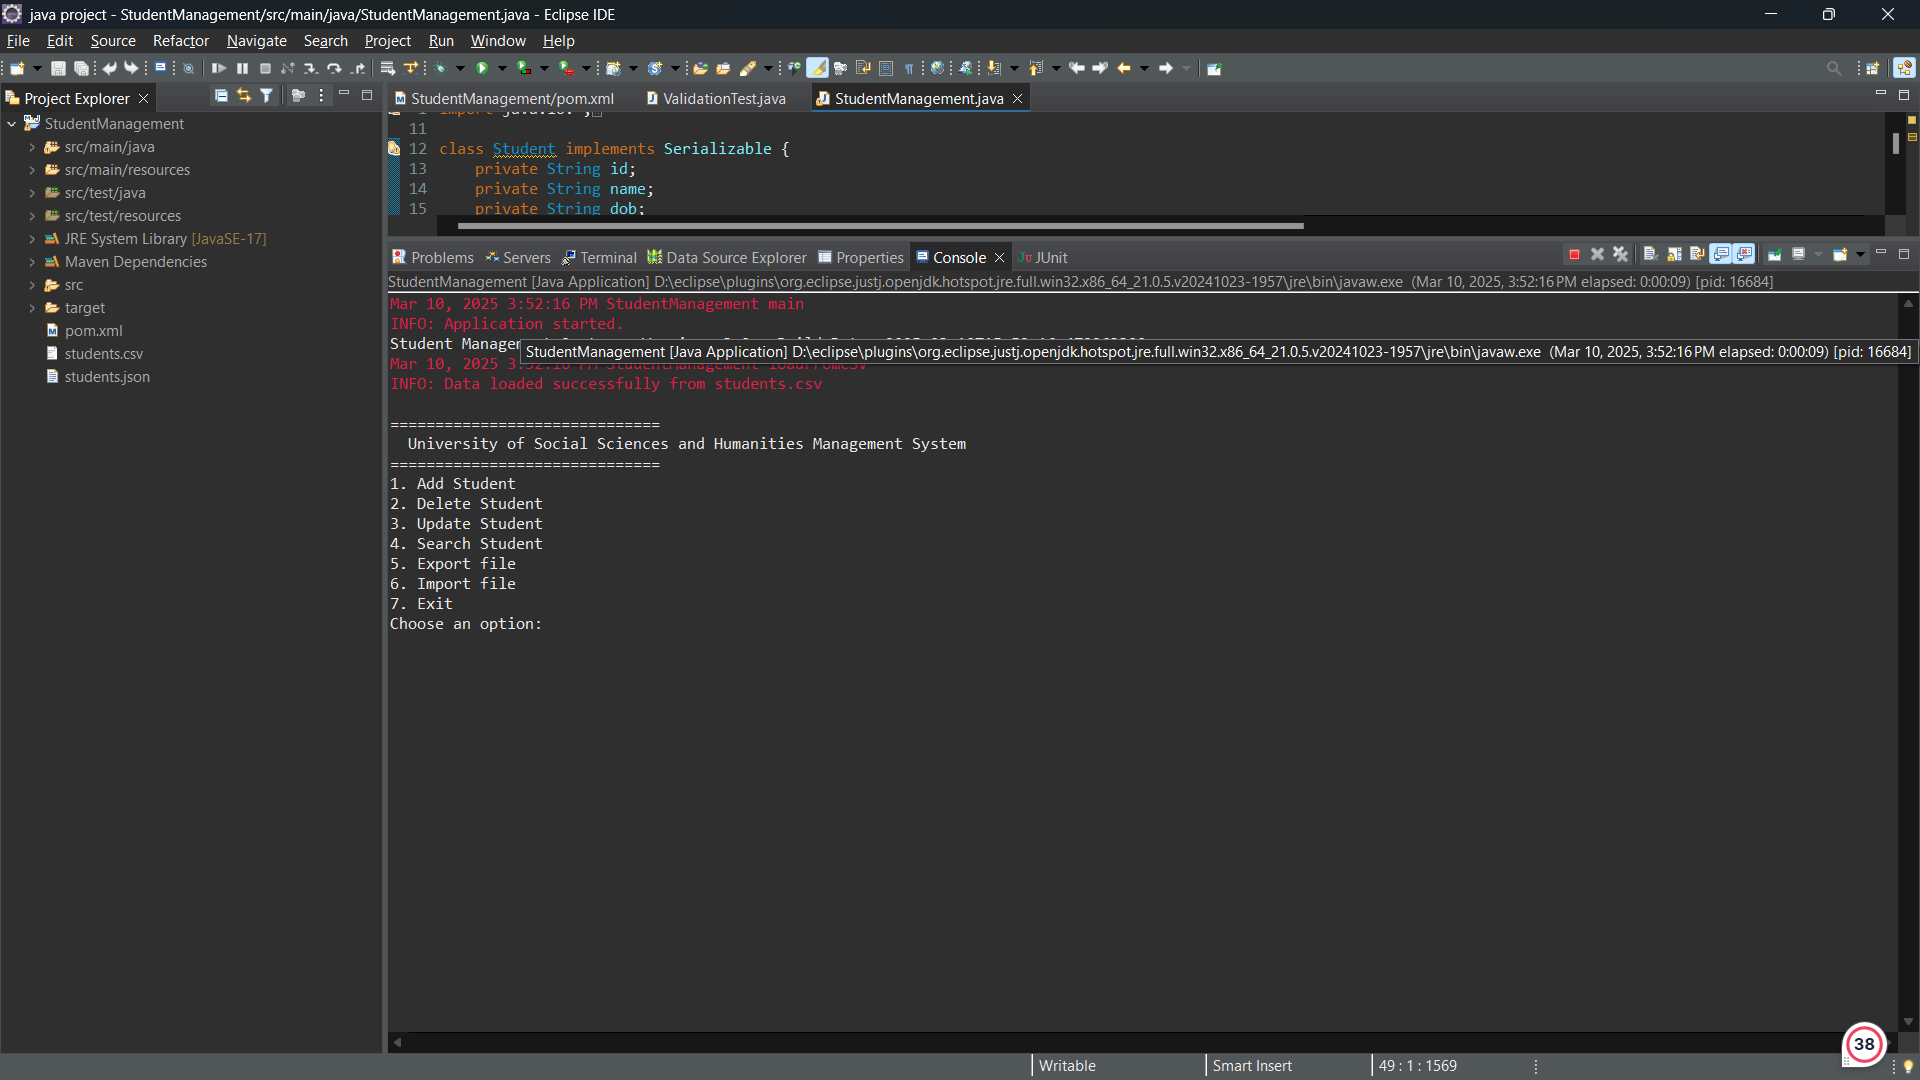 java project - StudentManagement/src/main/java/StudentManagement.java - Eclipse IDE
File Edit Source Refactor Navigate Search Project Run Window Help
Project Explorer
StudentManagement
src/main/java
src/main/resources
src/test/java
src/test/resources
JRE System Library [JavaSE-17]
Maven Dependencies
src
target
pom.xml
students.csv
students.json
StudentManagement/pom.xml ValidationTest.java StudentManagement.java
11
12 class Student implements Serializable {
13 private String id;
14 private String name;
15 private String dob;
Problems Servers Terminal Data Source Explorer Properties Console JUnit
StudentManagement [Java Application] D:\eclipse\plugins\org.eclipse.justj.openjdk.hotspot.jre.full.win32.x86_64_21.0.5.v20241023-1957\jre\bin\javaw.exe (Mar 10, 2025, 3:52:16 PM elapsed: 0:00:09) [pid: 16684]
Mar 10, 2025 3:52:16 PM StudentManagement main
INFO: Application started.
Student Manager
StudentManagement [Java Application] D:\eclipse\plugins\org.eclipse.justj.openjdk.hotspot.jre.full.win32.x86_64_21.0.5.v20241023-1957\jre\bin\javaw.exe (Mar 10, 2025, 3:52:16 PM elapsed: 0:00:09) [pid: 16684]
Mar 10, 2025
INFO: Data loaded successfully from students.csv
==============================
University of Social Sciences and Humanities Management System
==============================
1. Add Student
2. Delete Student
3. Update Student
4. Search Student
5. Export file
6. Import file
7. Exit
Choose an option:
38
Writable Smart Insert 49 : 1 : 1569